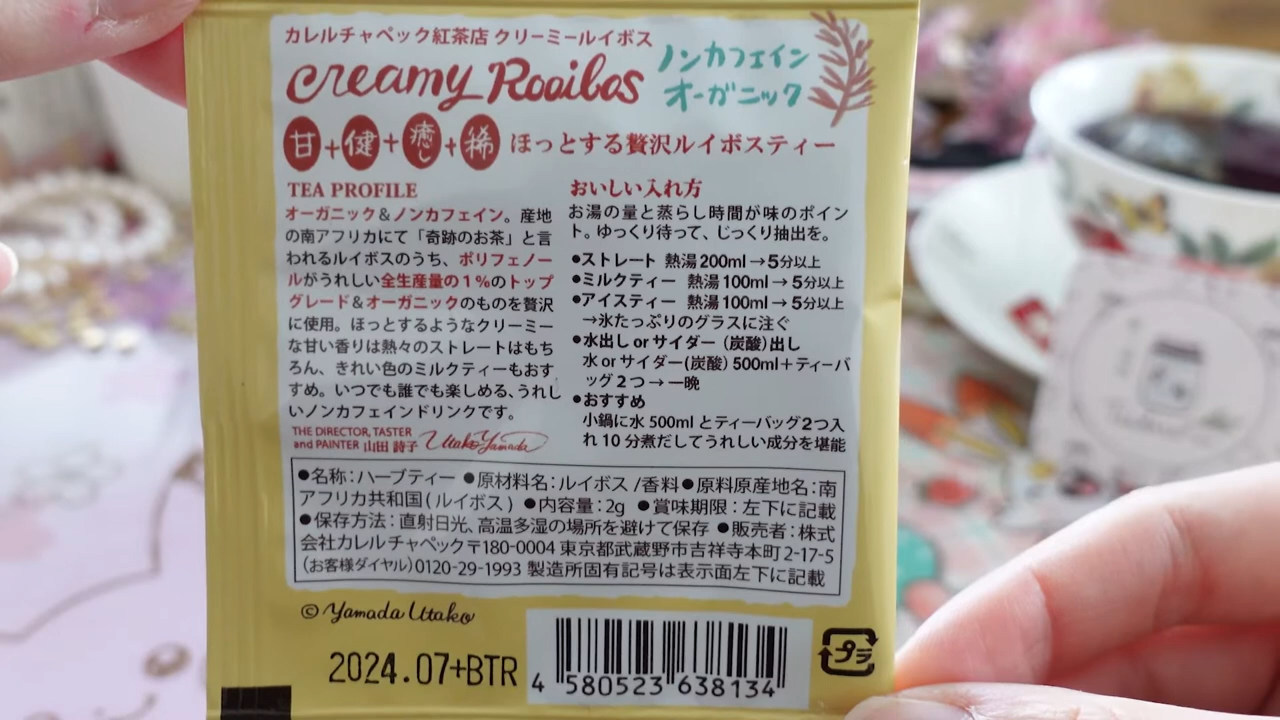 カレルチャペック紅茶店 クリーミールイボス
creamy Rooibos
ノンカフェイン
オーガニック
甘+健+癒し+稀 ほっとする贅沢ルイボスティー
TEA PROFILE
オーガニック&ノンカフェイン。産地
の南アフリカにて「奇跡のお茶」と言
われるルイボスのうち、ポリフェノー
ルがうれしい全生産量の1%のトップ
グレード&オーガニックのものを贅沢
に使用。ほっとするようなクリーミー
な甘い香りは熱々のストレートはもち
ろん、きれい色のミルクティーもおす
すめ。いつでも誰でも楽しめる、うれし
いノンカフェインドリンクです。
THE DIRECTOR, TASTER
and PAINTER 山田 詩子 Utako Yamada
おいしい入れ方
お湯の量と蒸らし時間が味のポイン
ト。ゆっくり待って、じっくり抽出を。
●ストレート 熱湯200ml→5分以上
●ミルクティー 熱湯100ml→5分以上
●アイスティー 熱湯100ml→5分以上
→氷たっぷりのグラスに注ぐ
●水出しorサイダー(炭酸)出し
水orサイダー(炭酸)500ml+ティーバ
ッグ2つ→一晩
●おすすめ
小鍋に水500mlとティーバッグ2つ入
れ10分煮だしてうれしい成分を堪能
●名称:ハーブティー ●原材料名:ルイボス/香料●原料原産地名:南
アフリカ共和国(ルイボス) ●内容量:2g ●賞味期限:左下に記載
●保存方法:直射日光、高温多湿の場所を避けて保存 ●販売者:株式
会社カレルチャペック〒180-0004 東京都武蔵野市吉祥寺本町2-17-5
(お客様ダイヤル)0120-29-1993 製造所固有記号は表示面左下に記載
© Yamada Utako
2024.07+BTR
4 580523 638134
プラ